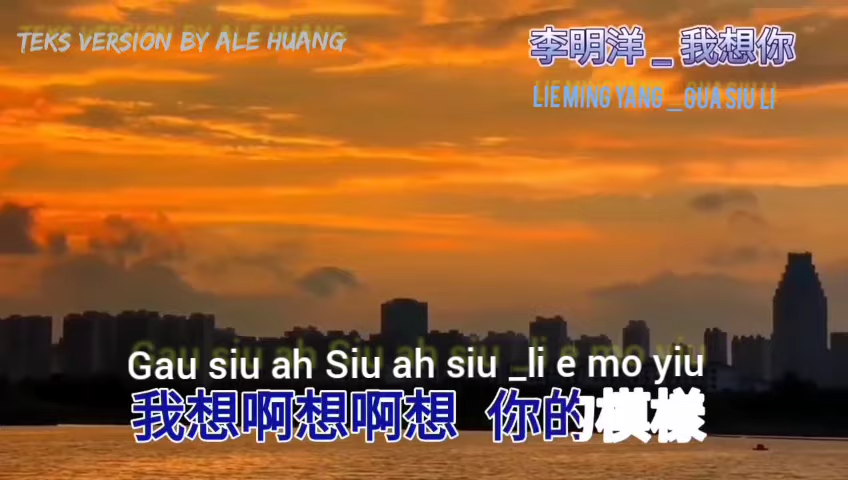 TEKS VERSION BY ALE HUANG
李明洋 _ 我想你
LIE MING YANG _ GUA SIU LI
Gau siu ah Siu ah siu _li e mo yiu
我想啊想啊想 你的模樣